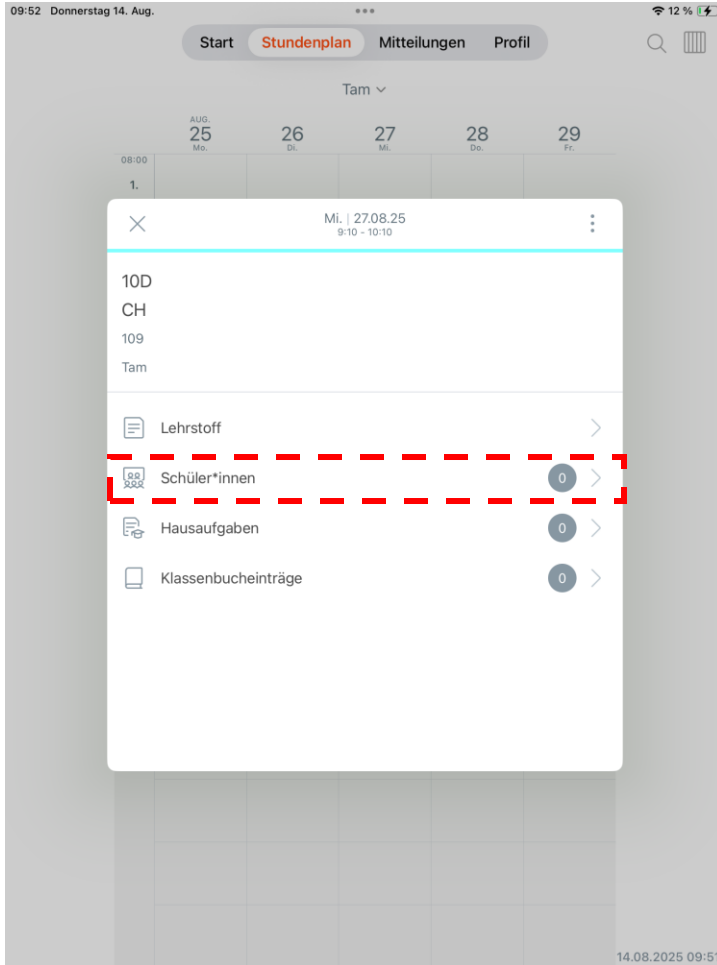 09:52 Donnerstag 14. Aug.
12 %
Start Stundenplan Mitteilungen Profil
Tam
AUG.
25 26 27 28 29
Mo. Di. Mi. Do. Fr.
08:00
1.
Mi. | 27.08.25
9:10 - 10:10
10D
CH
109
Tam
Lehrstoff
Schüler*innen 0
Hausaufgaben 0
Klassenbucheinträge 0
14.08.2025 09:51